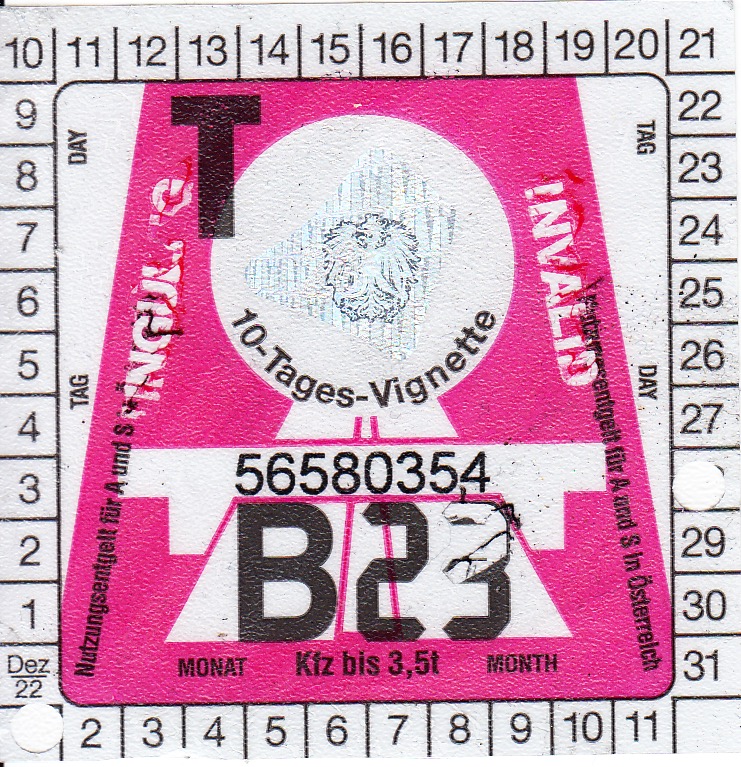 10 11 12 13 14 15 16 17 18 19 20 21
9 22
8 23
7 24
6 25
5 26
4 27
3
2 29
1 30
Dez 31
22
2 3 4 5 6 7 8 9 10 11
DAY
TAG
TAG
DAY
T
INVALID
10-Tages-Vignette
56580354
B23
Nutzungsentgelt für A und S
für A und S in Österreich
MONAT Kfz bis 3,5t MONTH